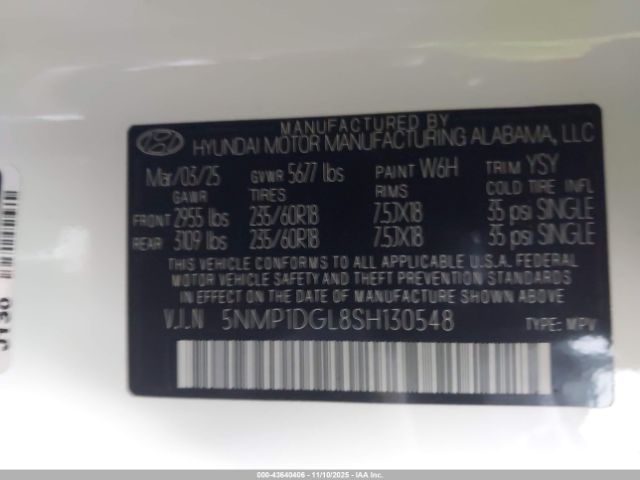 MANUFACTURED BY
HYUNDAI MOTOR MANUFACTURING ALABAMA, LLC
Mar/03/25 GVWR 5677 lbs PAINT W6H TRIM YSY
GAWR TIRES RIMS COLD TIRE INFL
FRONT 2955 lbs 235/60R18 7.5JX18 35 psi SINGLE
REAR 3109 lbs 235/60R18 7.5JX18 35 psi SINGLE
THIS VEHICLE CONFORMS TO ALL APPLICABLE U.S.A. FEDERAL
MOTOR VEHICLE SAFETY AND THEFT PREVENTION STANDARDS
IN EFFECT ON THE DATE OF MANUFACTURE SHOWN ABOVE.
V.I.N 5NMP1DGL8SH130548 TYPE: MPV
000-43640406 - 11/10/2025 - IAA Inc.